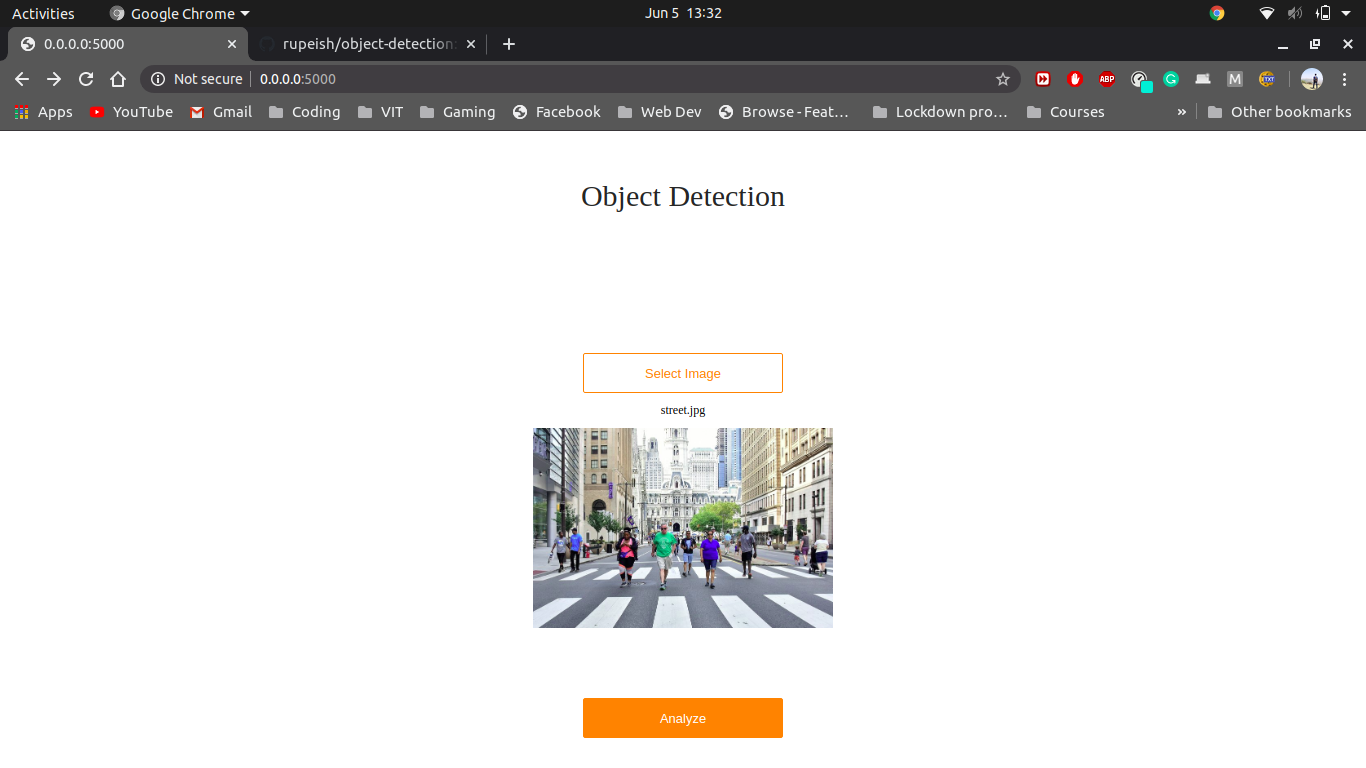 Activities Google Chrome Jun 5 13:32
0.0.0.0:5000 rupeish/object-detection
Not secure 0.0.0.0:5000 ABP M TXT
Apps YouTube Gmail Coding VIT Gaming Facebook Web Dev Browse - Feat… Lockdown pro… Courses » Other bookmarks
Object Detection
Select Image
street.jpg
Analyze